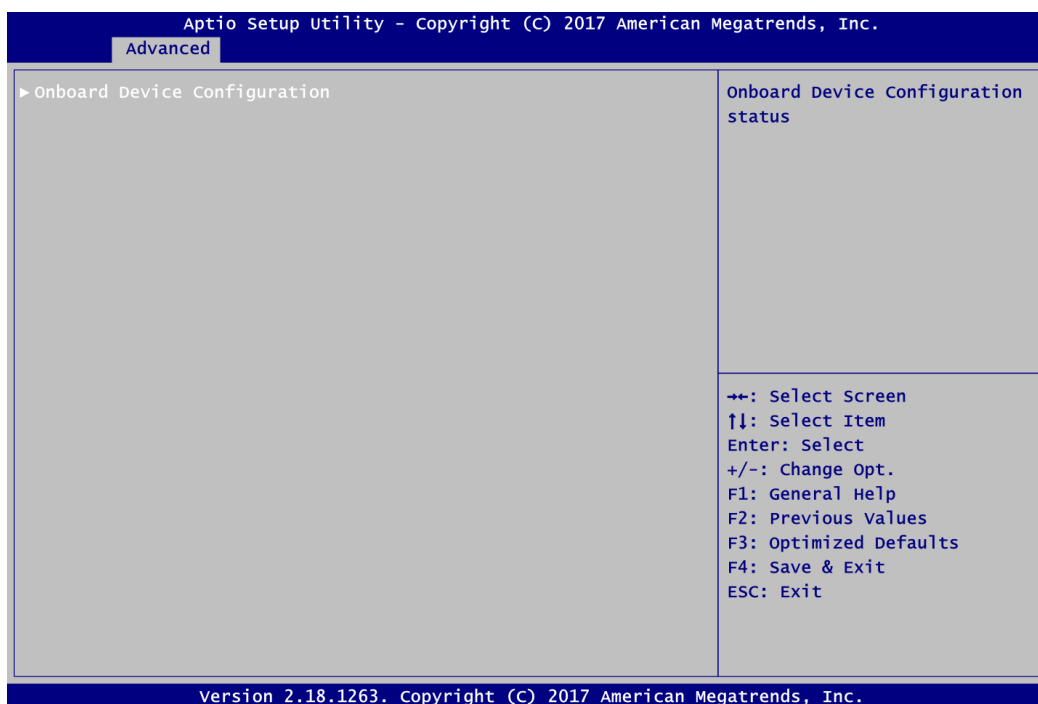 Aptio Setup Utility - Copyright (C) 2017 American Megatrends, Inc.
Advanced
▶ Onboard Device Configuration
Onboard Device Configuration
status
→←: Select Screen
↑↓: Select Item
Enter: Select
+/-: Change Opt.
F1: General Help
F2: Previous Values
F3: Optimized Defaults
F4: Save & Exit
ESC: Exit
Version 2.18.1263. Copyright (C) 2017 American Megatrends, Inc.